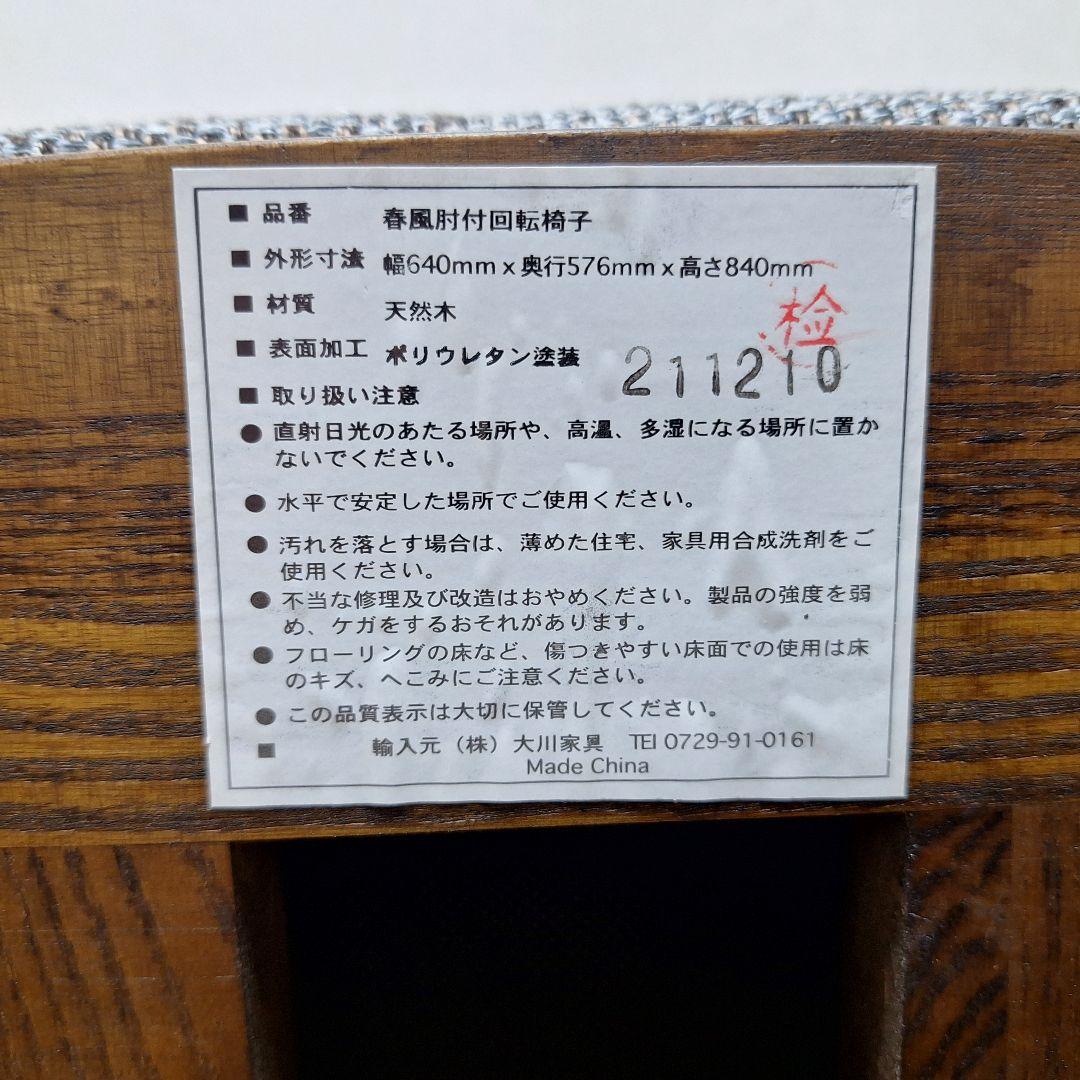 ■ 品番 春風肘付回転椅子
■ 外形寸法 幅640mm x 奥行576mm x 高さ840mm
■ 材質 天然木
検
■ 表面加工 ポリウレタン塗装
211210
■ 取り扱い注意
● 直射日光のあたる場所や、高温、多湿になる場所に置か
ないでください。
● 水平で安定した場所でご使用ください。
● 汚れを落とす場合は、薄めた住宅、家具用合成洗剤をご
使用ください。
● 不当な修理及び改造はおやめください。製品の強度を弱
め、ケガをするおそれがあります。
● フローリングの床など、傷つきやすい床面での使用は床
のキズ、へこみにご注意ください。
● この品質表示は大切に保管してください。
■ 輸入元（株）大川家具 TEl 0729-91-0161
Made China